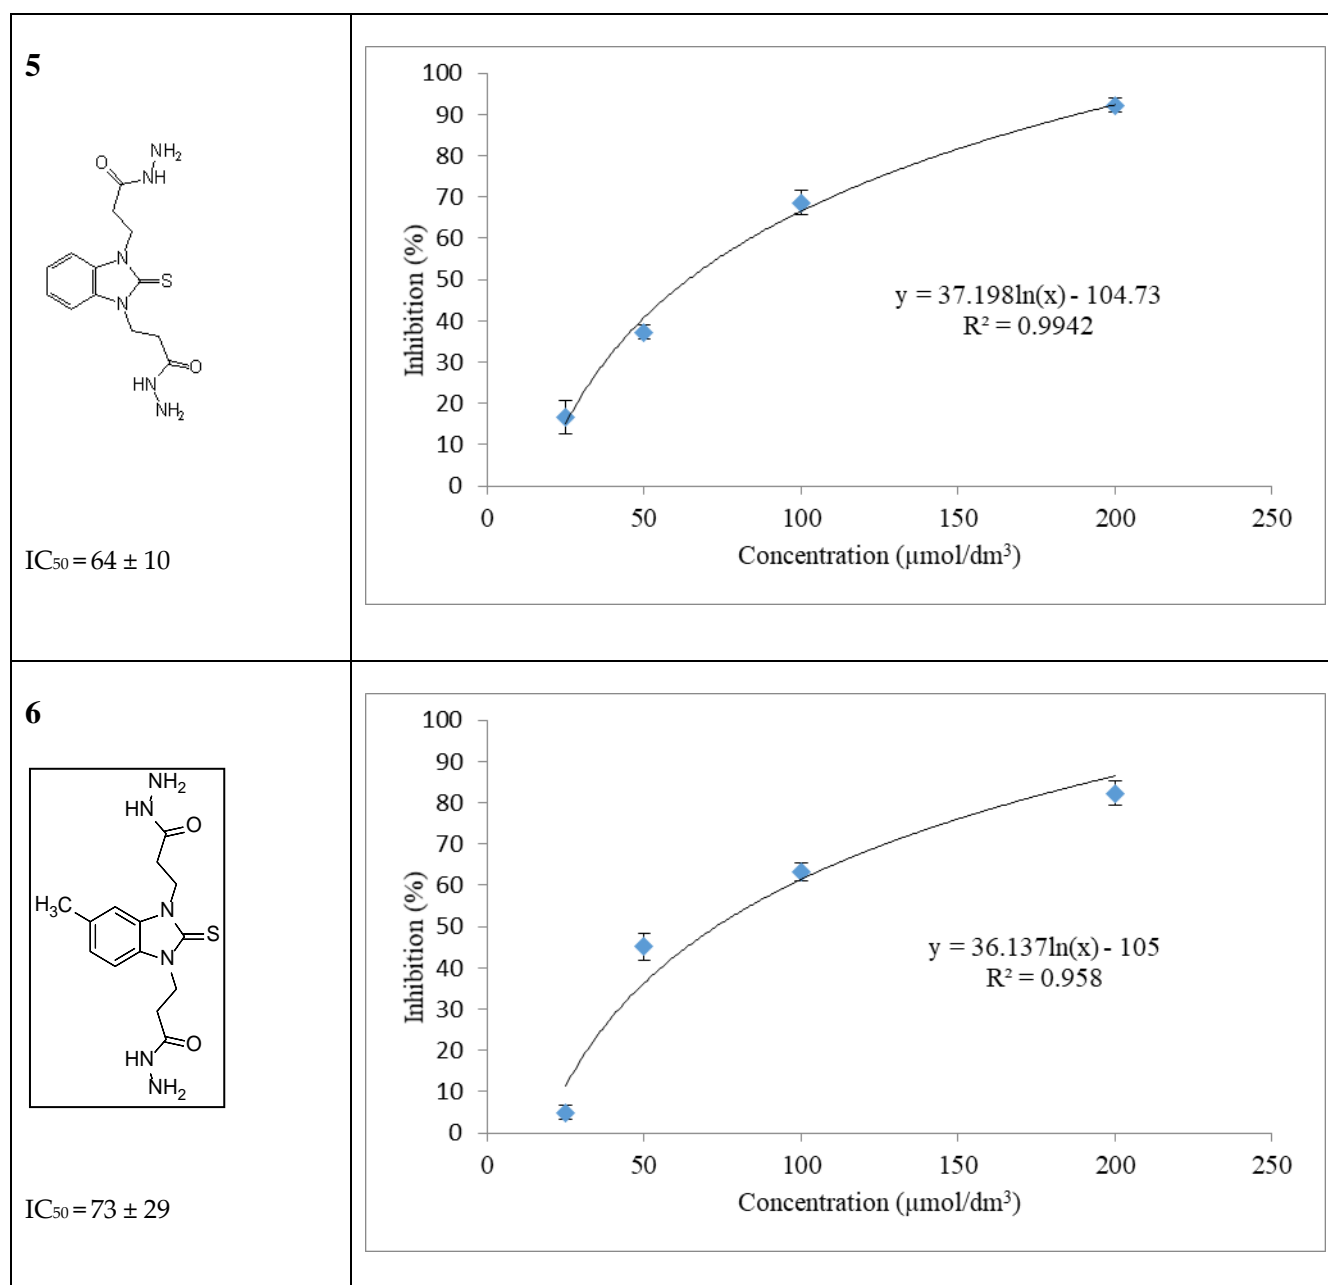 5
O
NH₂
NH
N
S
N
O
HN
NH₂
IC₅₀ = 64 ± 10
100
90
80
70
60
50
40
30
20
10
0
Inhibition (%)
y = 37.198ln(x) - 104.73
R² = 0.9942
0 50 100 150 200 250
Concentration (µmol/dm³)
6
NH₂
HN
O
H₃C
N
S
N
HN
O
NH₂
IC₅₀ = 73 ± 29
100
90
80
70
60
50
40
30
20
10
0
Inhibition (%)
y = 36.137ln(x) - 105
R² = 0.958
0 50 100 150 200 250
Concentration (µmol/dm³)